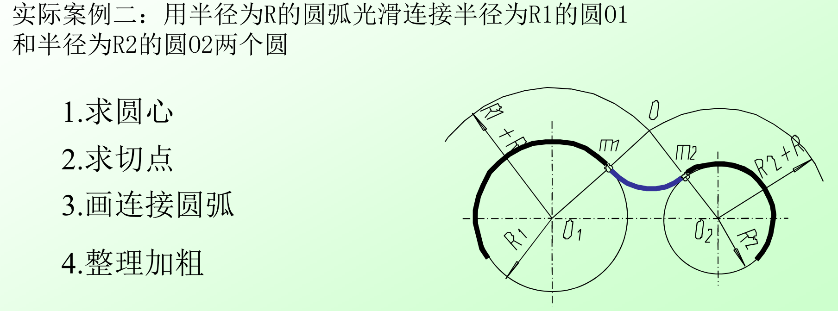 实际案例二：用半径为R的圆弧光滑连接半径为R1的圆O1
和半径为R2的圆O2两个圆
1.求圆心
2.求切点
3.画连接圆弧
4.整理加粗
R1+R
O
m1
m2
R2+R
R1
O1
O2
R2